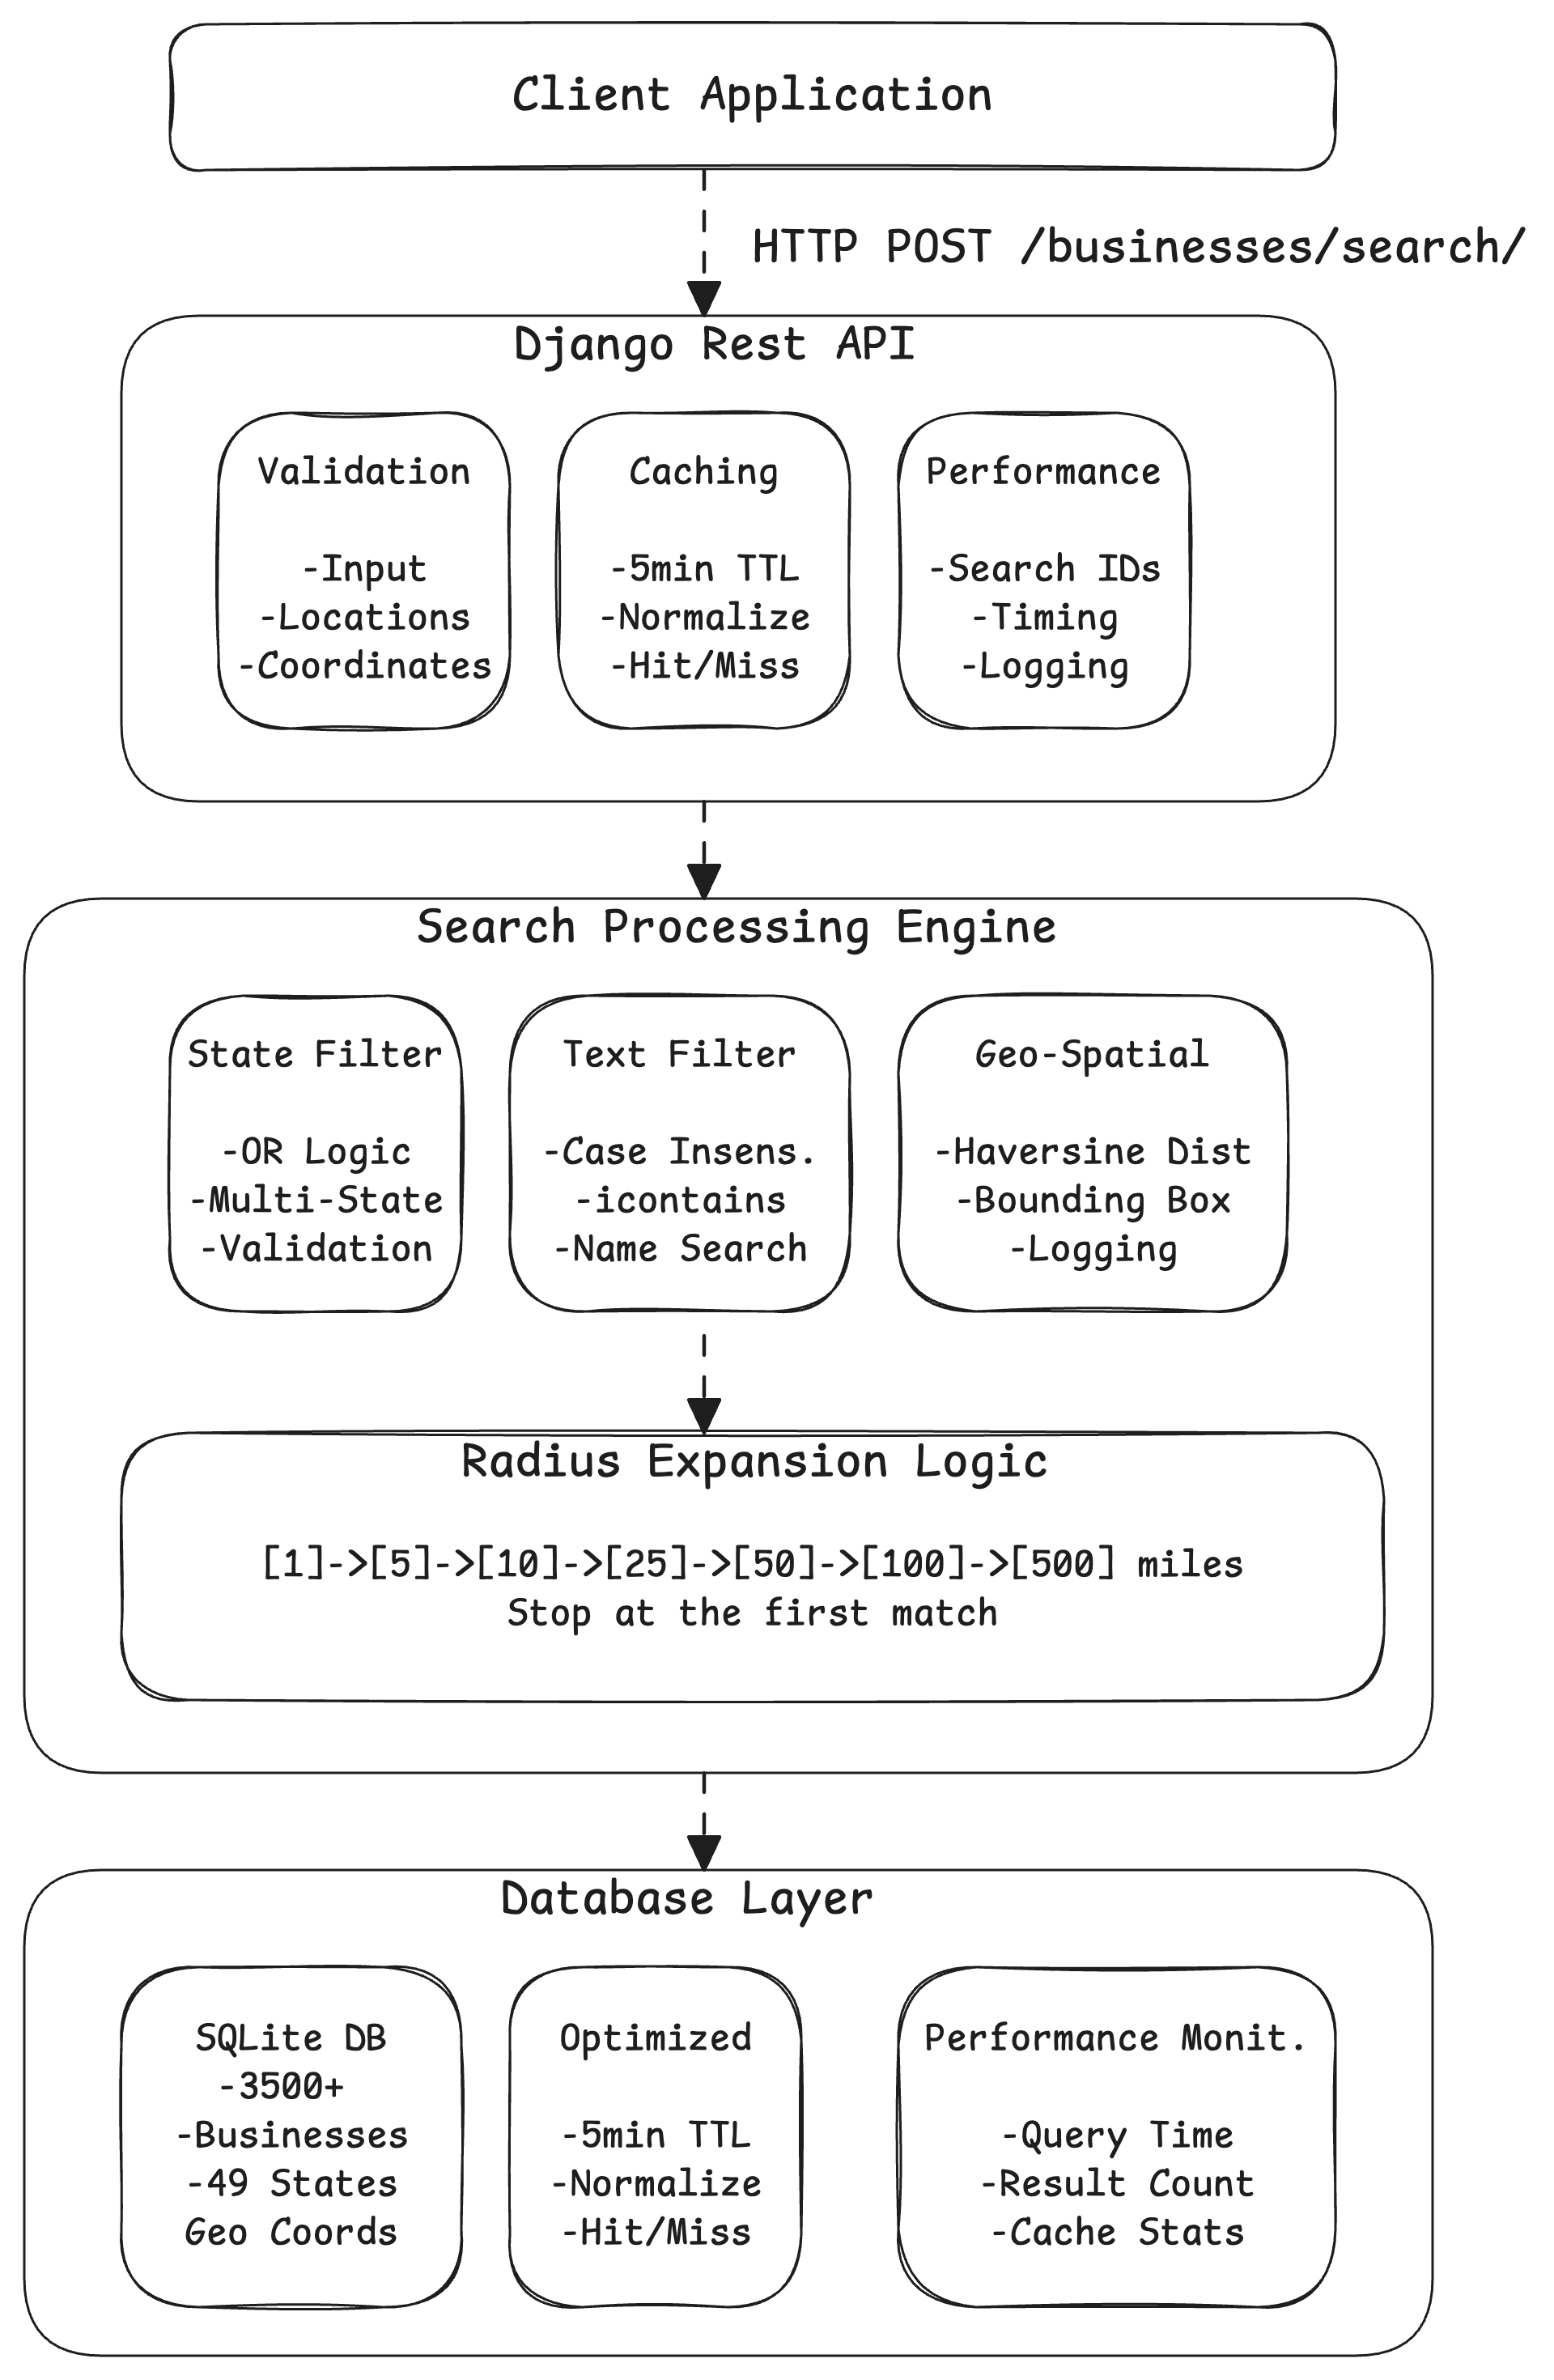 Client Application
HTTP POST /businesses/search/
Django Rest API
Validation
-Input
-Locations
-Coordinates
Caching
-5min TTL
-Normalize
-Hit/Miss
Performance
-Search IDs
-Timing
-Logging
Search Processing Engine
State Filter
-OR Logic
-Multi-State
-Validation
Text Filter
-Case Insens.
-icontains
-Name Search
Geo-Spatial
-Haversine Dist
-Bounding Box
-Logging
Radius Expansion Logic
[1]->[5]->[10]->[25]->[50]->[100]->[500] miles
Stop at the first match
Database Layer
SQLite DB
-3500+
-Businesses
-49 States
Geo Coords
Optimized
-5min TTL
-Normalize
-Hit/Miss
Performance Monit.
-Query Time
-Result Count
-Cache Stats